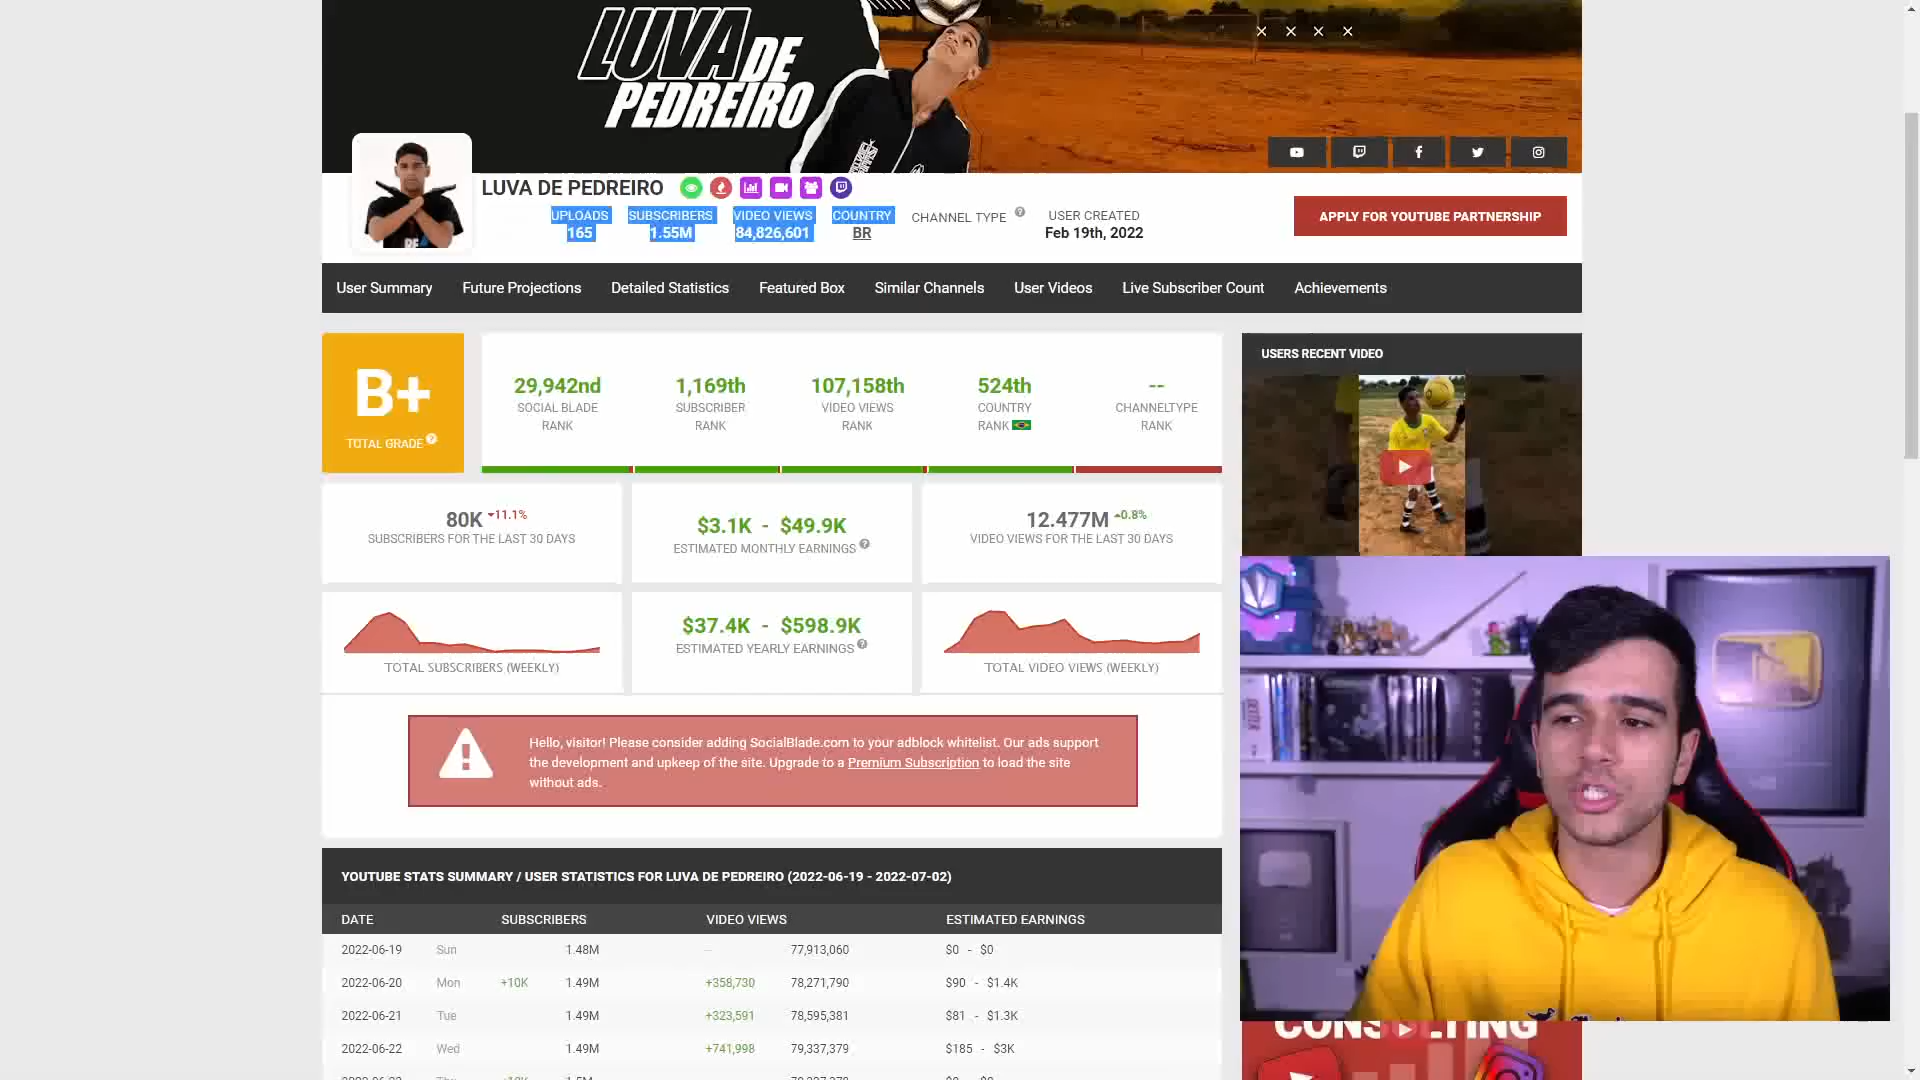 LUVA DE
PEDREIRO
LUVA DE PEDREIRO
UPLOADS
165
SUBSCRIBERS
1.55M
VIDEO VIEWS
84,826,601
COUNTRY
BR
CHANNEL TYPE
USER CREATED
Feb 19th, 2022
APPLY FOR YOUTUBE PARTNERSHIP
User Summary Future Projections Detailed Statistics Featured Box Similar Channels User Videos Live Subscriber Count Achievements
B+
TOTAL GRADE
29,942nd
SOCIAL BLADE
RANK
1,169th
SUBSCRIBER
RANK
107,158th
VIDEO VIEWS
RANK
524th
COUNTRY
RANK
--
CHANNELTYPE
RANK
USERS RECENT VIDEO
80K 11.1%
SUBSCRIBERS FOR THE LAST 30 DAYS
$3.1K - $49.9K
ESTIMATED MONTHLY EARNINGS
12.477M 0.8%
VIDEO VIEWS FOR THE LAST 30 DAYS
TOTAL SUBSCRIBERS (WEEKLY)
$37.4K - $598.9K
ESTIMATED YEARLY EARNINGS
TOTAL VIDEO VIEWS (WEEKLY)
Hello, visitor! Please consider adding SocialBlade.com to your adblock whitelist. Our ads support
the development and upkeep of the site. Upgrade to a Premium Subscription to load the site
without ads.
YOUTUBE STATS SUMMARY / USER STATISTICS FOR LUVA DE PEDREIRO (2022-06-19 - 2022-07-02)
DATE SUBSCRIBERS VIDEO VIEWS ESTIMATED EARNINGS
2022-06-19 Sun 1.48M -- 77,913,060 $0 - $0
2022-06-20 Mon +10K 1.49M +358,730 78,271,790 $90 - $1.4K
2022-06-21 Tue 1.49M +323,591 78,595,381 $81 - $1.3K
2022-06-22 Wed 1.49M +741,998 79,337,379 $185 - $3K